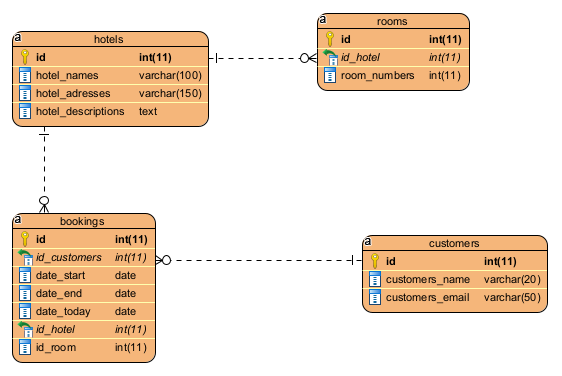 a
hotels
id int(11)
hotel_names varchar(100)
hotel_adresses varchar(150)
hotel_descriptions text
a
rooms
id int(11)
id_hotel int(11)
room_numbers int(11)
a
bookings
id int(11)
id_customers int(11)
date_start date
date_end date
date_today date
id_hotel int(11)
id_room int(11)
a
customers
id int(11)
customers_name varchar(20)
customers_email varchar(50)